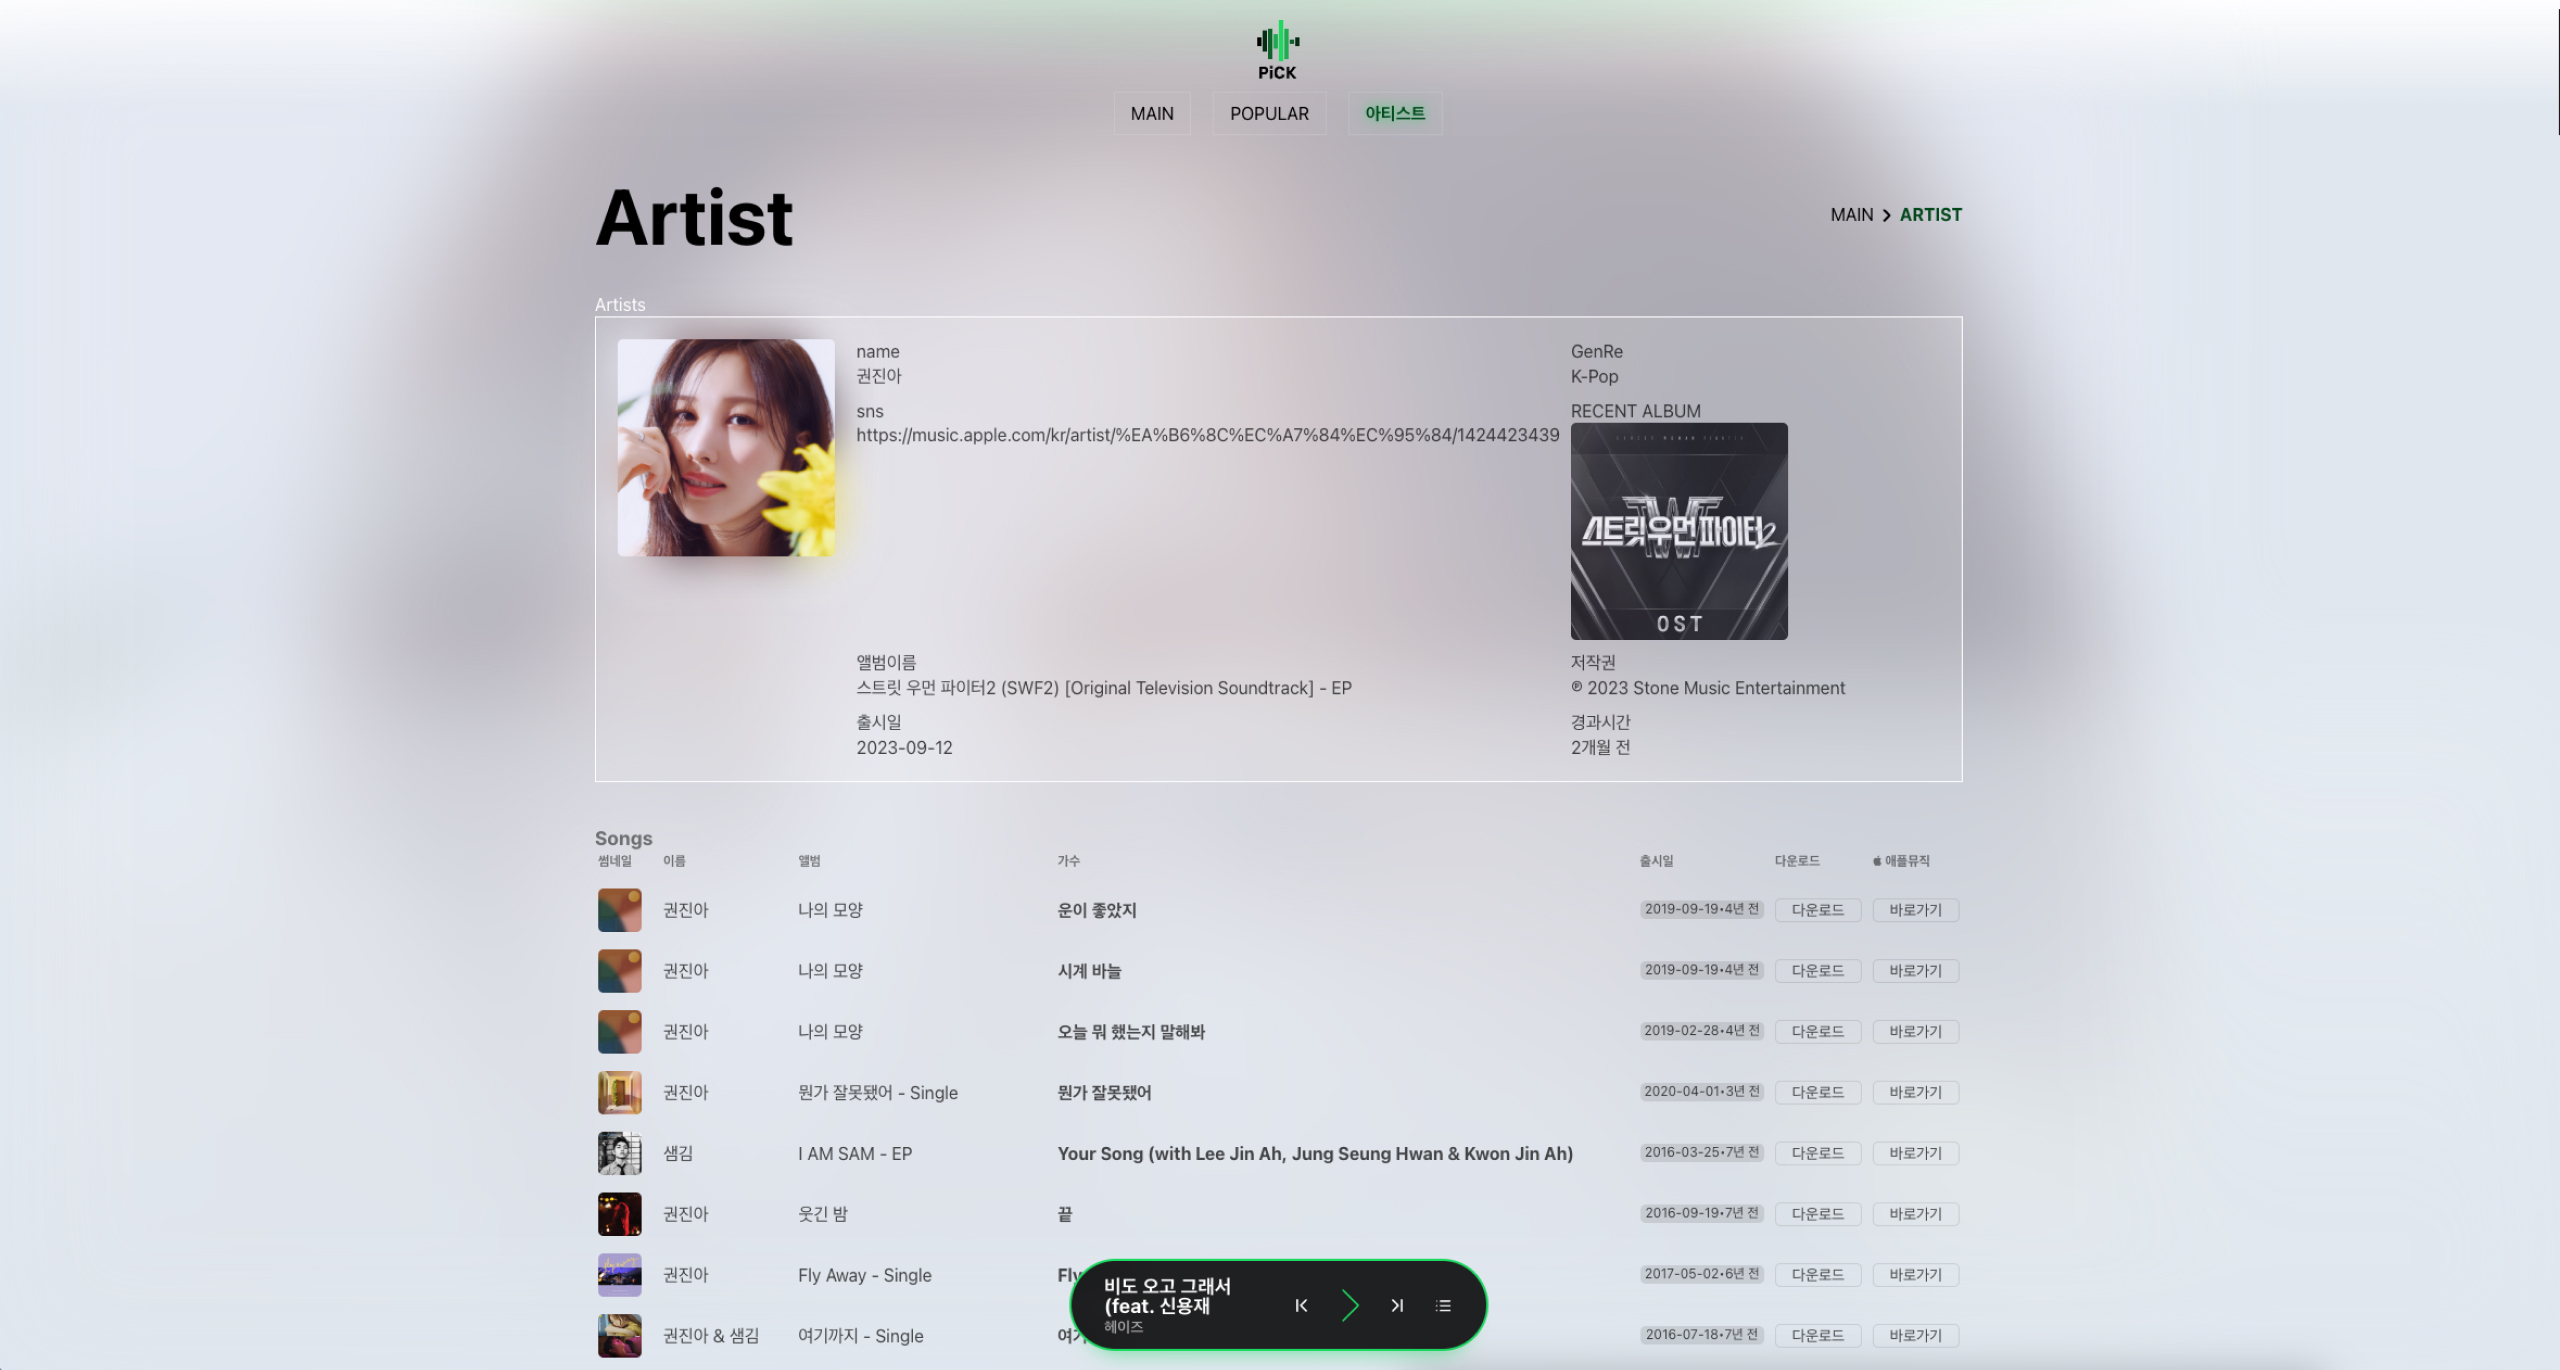 PiCK
MAIN POPULAR 아티스트
Artist
MAIN ARTIST
Artists
name
권진아
GenRe
K-Pop
sns
https://music.apple.com/kr/artist/%EA%B6%8C%EC%A7%84%EC%95%84/1424423439
RECENT ALBUM
스트릿우먼파이터2
OST
앨범이름
스트릿 우먼 파이터2 (SWF2) [Original Television Soundtrack] - EP
저작권
℗ 2023 Stone Music Entertainment
출시일
2023-09-12
경과시간
2개월 전
Songs
썸네일 이름 앨범 가수 출시일 다운로드 애플뮤직
권진아 나의 모양 운이 좋았지 2019-09-19•4년 전 다운로드 바로가기
권진아 나의 모양 시계 바늘 2019-09-19•4년 전 다운로드 바로가기
권진아 나의 모양 오늘 뭐 했는지 말해봐 2019-02-28•4년 전 다운로드 바로가기
권진아 뭔가 잘못됐어 - Single 뭔가 잘못됐어 2020-04-01•3년 전 다운로드 바로가기
샘김 I AM SAM - EP Your Song (with Lee Jin Ah, Jung Seung Hwan & Kwon Jin Ah) 2016-03-25•7년 전 다운로드 바로가기
권진아 웃긴 밤 끝 2016-09-19•7년 전 다운로드 바로가기
권진아 Fly Away - Single Fly 2017-05-02•6년 전 다운로드 바로가기
권진아 & 샘김 여기까지 - Single 여기 2016-07-18•7년 전 다운로드 바로가기
비도 오고 그래서
(feat. 신용재
헤이즈